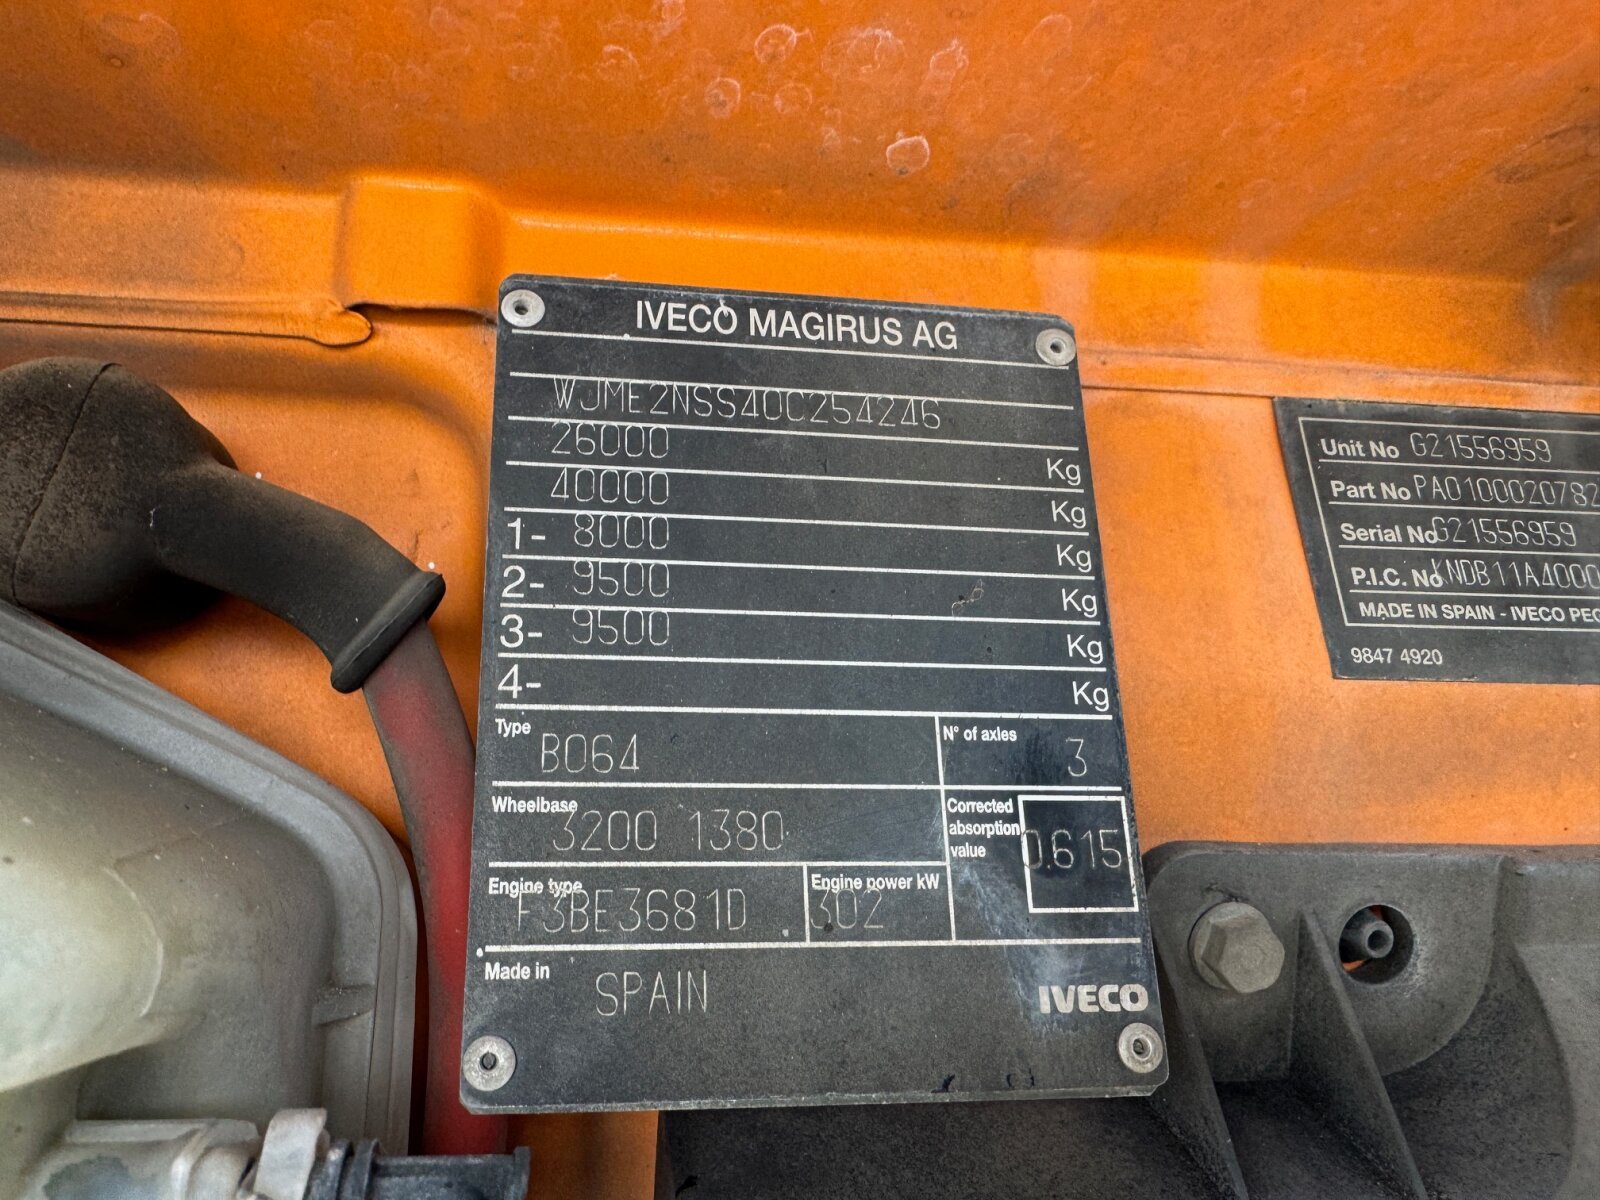 IVECO MAGIRUS AG
WJME2NSS40C254246
26000 Kg
40000 Kg
1- 8000 Kg
2- 9500 Kg
3- 9500 Kg
4- Kg
Type B064
N° of axles 3
Wheelbase 3200 1380
Corrected absorption value 0.615
Engine type F3BE3681D
Engine power kW 302
Made in SPAIN
IVECO
Unit No G21556959
Part No PA0100020782
Serial No G21556959
P.I.C. No KNDB11A4000
MADE IN SPAIN - IVECO PEG
9847 4920